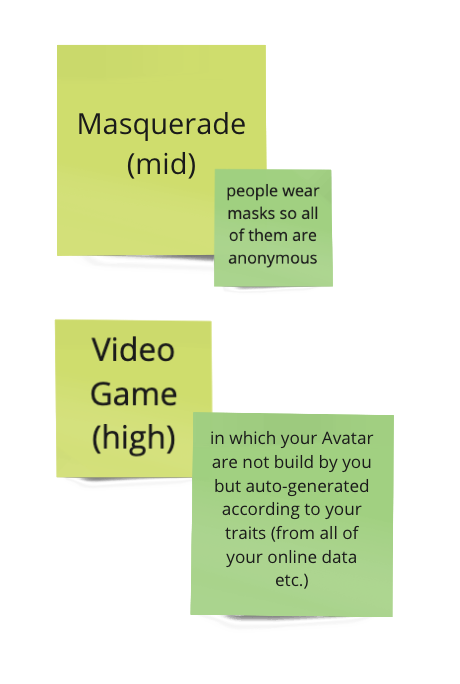 Masquerade
(mid)
people wear
masks so all
of them are
anonymous
Video
Game
(high)
in which your Avatar
are not build by you
but auto-generated
according to your
traits (from all of
your online data
etc.)